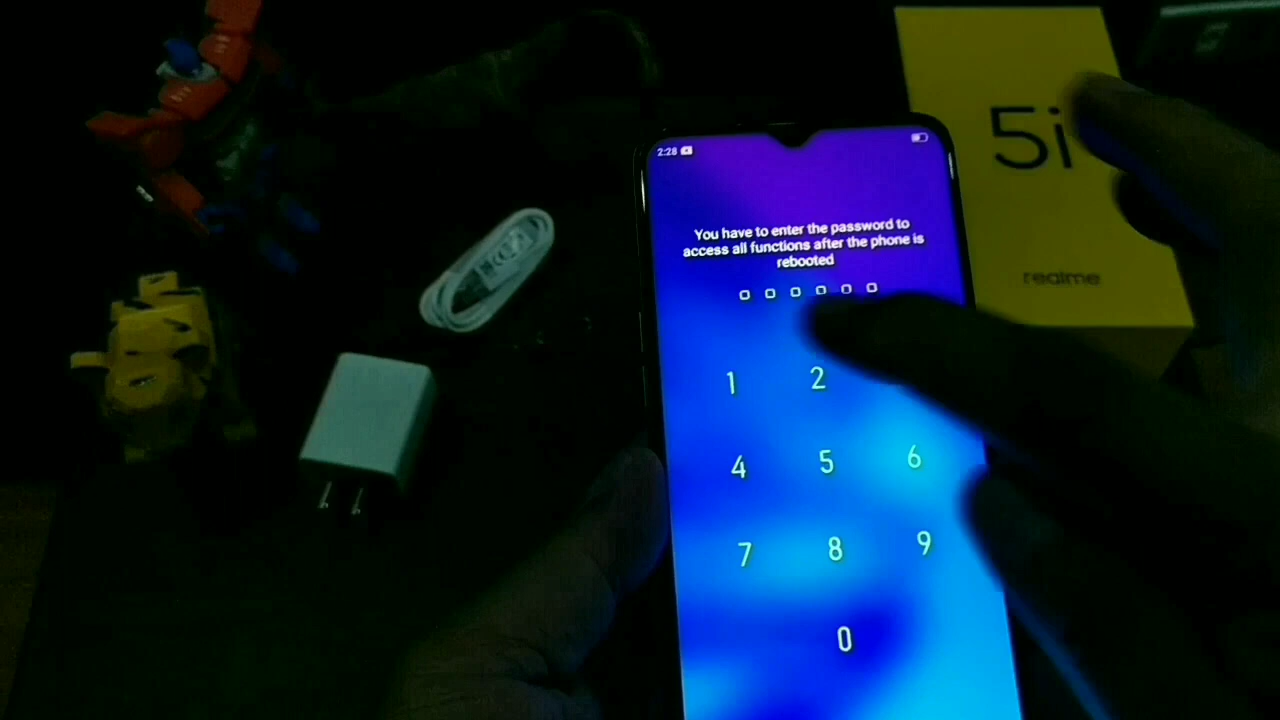 2:28
You have to enter the password to
access all functions after the phone is
rebooted
1
2
4
5
6
7
8
9
0
5i
realme